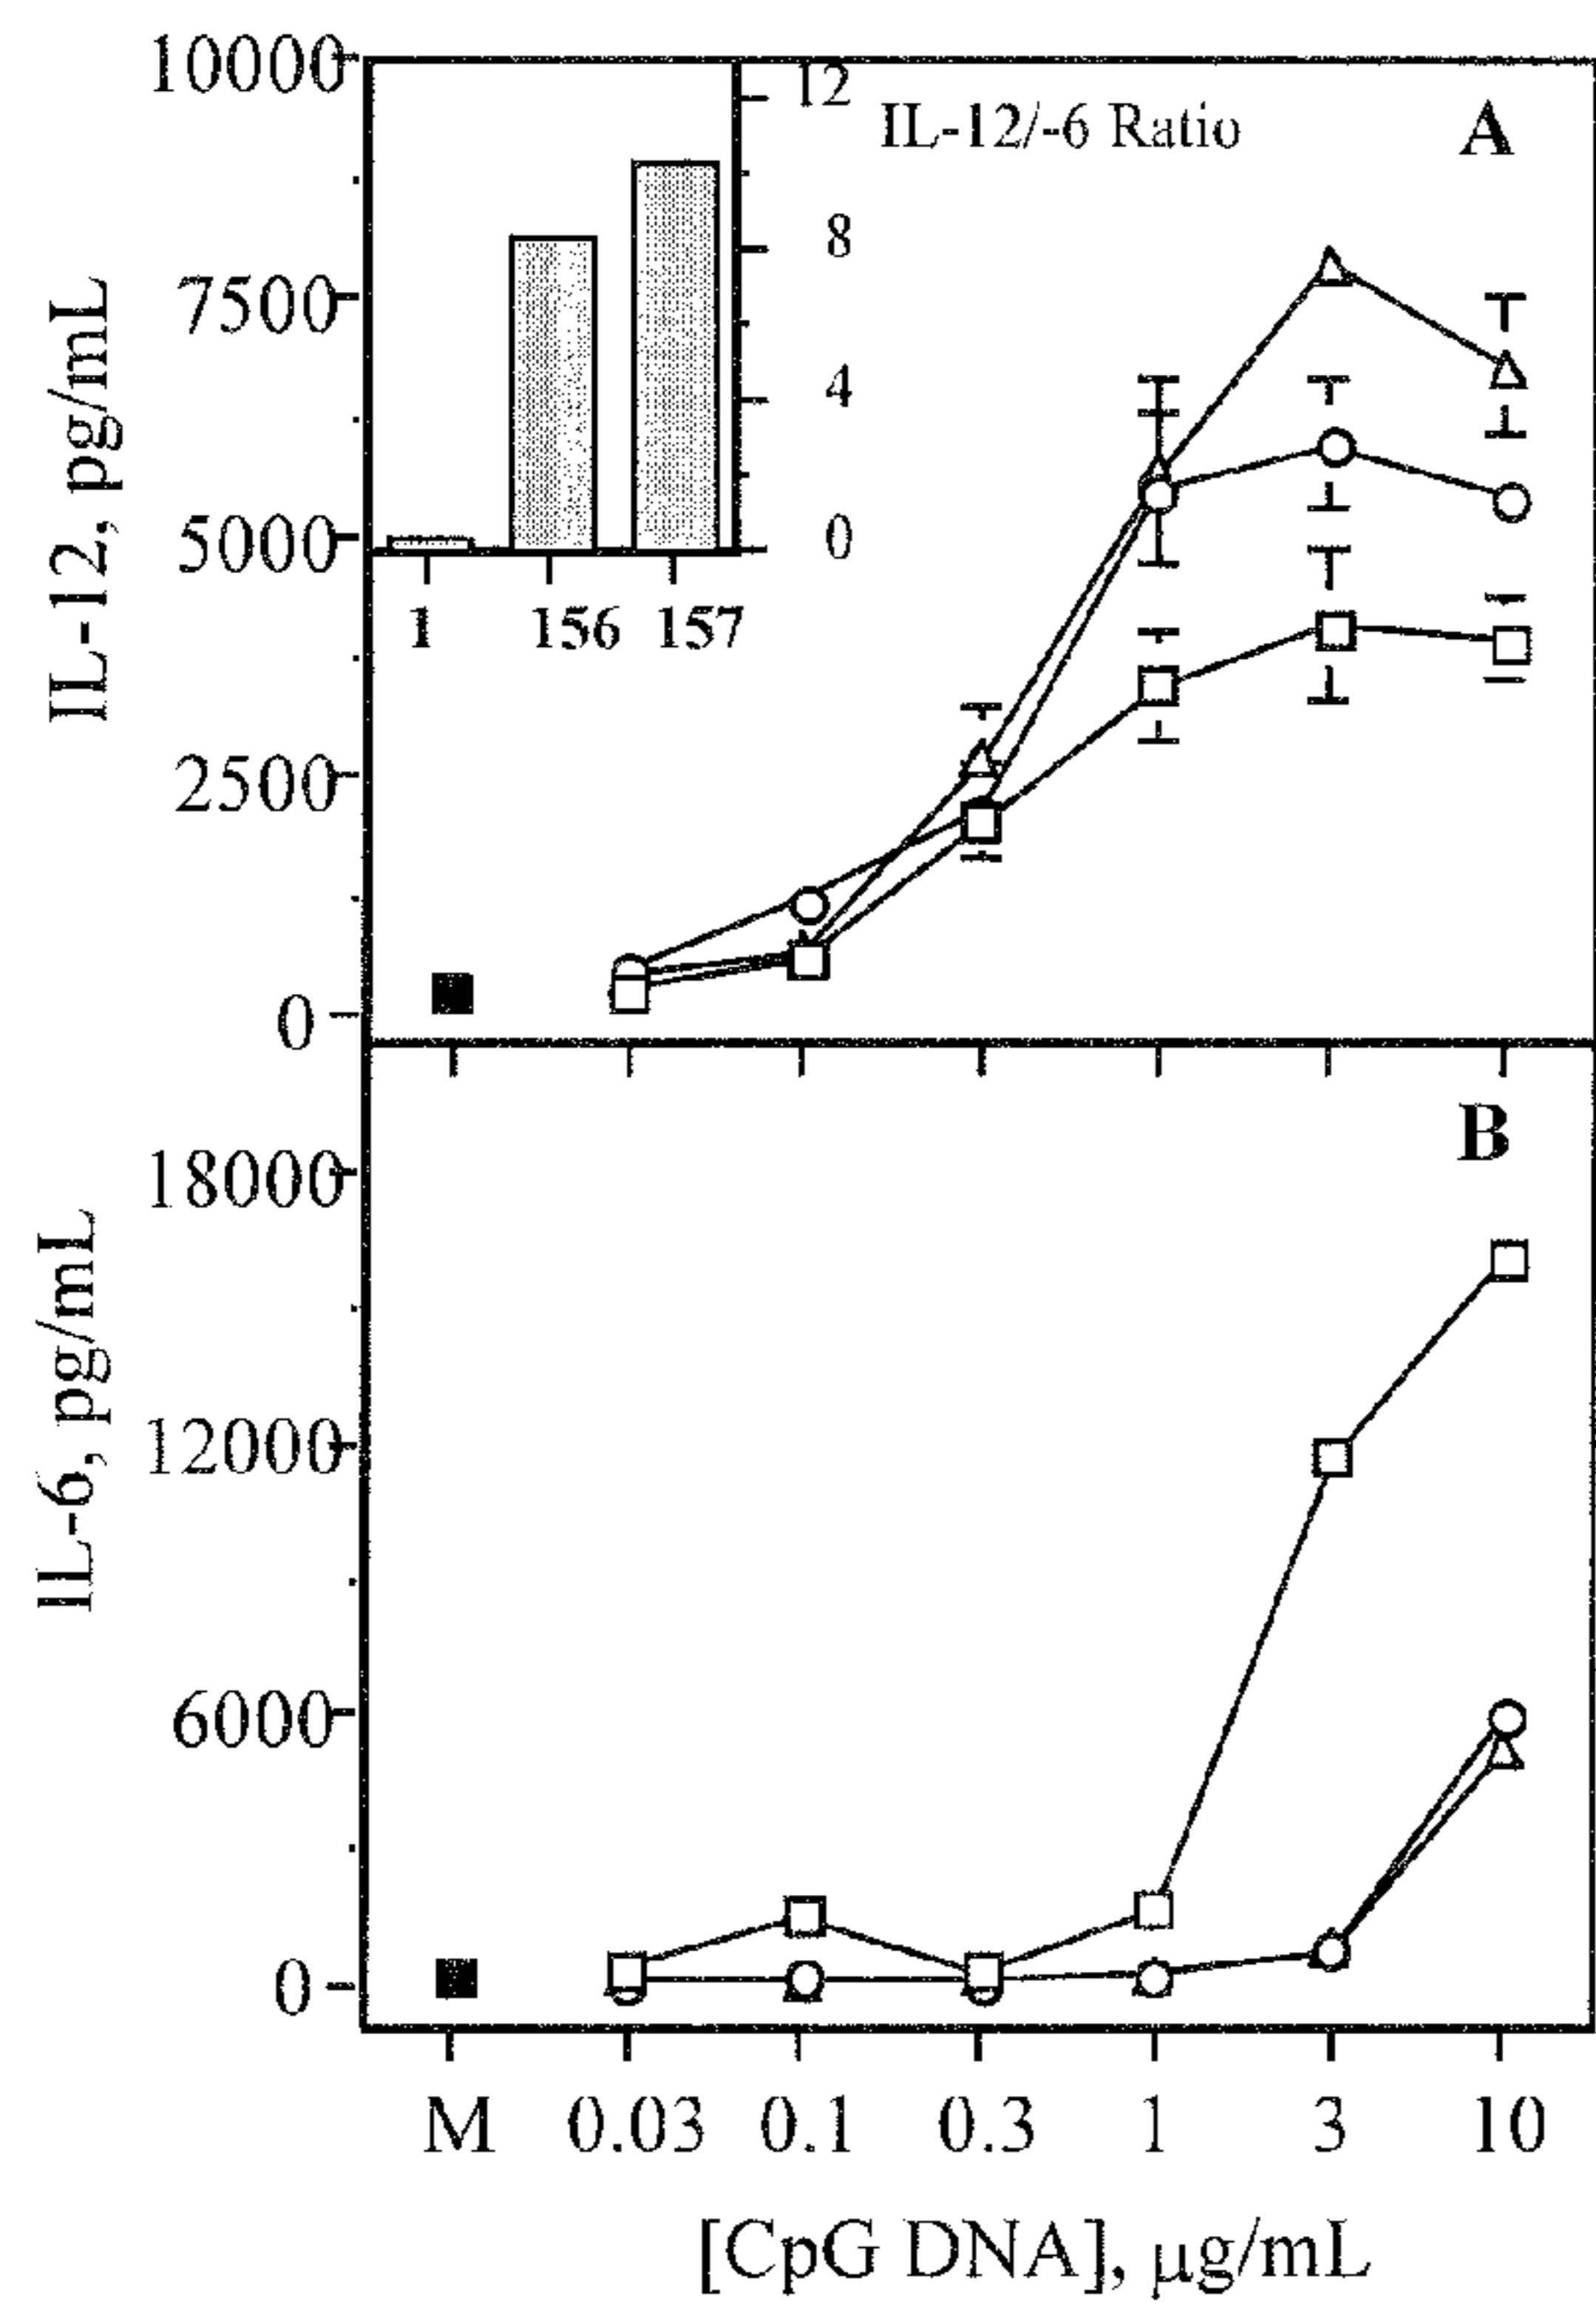 10000
7500
5000
2500
0
IL-12, pg/mL
12
8
4
0
IL-12/-6 Ratio
A
1 156 157
B
18000
12000
6000
0
IL-6, pg/mL
M 0.03 0.1 0.3 1 3 10
[CpG DNA], μg/mL